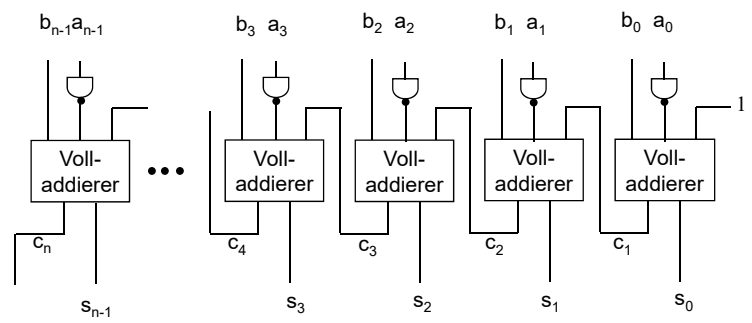 bn-1an-1 b3 a3 b2 a2 b1 a1 b0 a0
1
Voll-
addierer
•••
Voll-
addierer
Voll-
addierer
Voll-
addierer
Voll-
addierer
cn c4 c3 c2 c1
sn-1 s3 s2 s1 s0